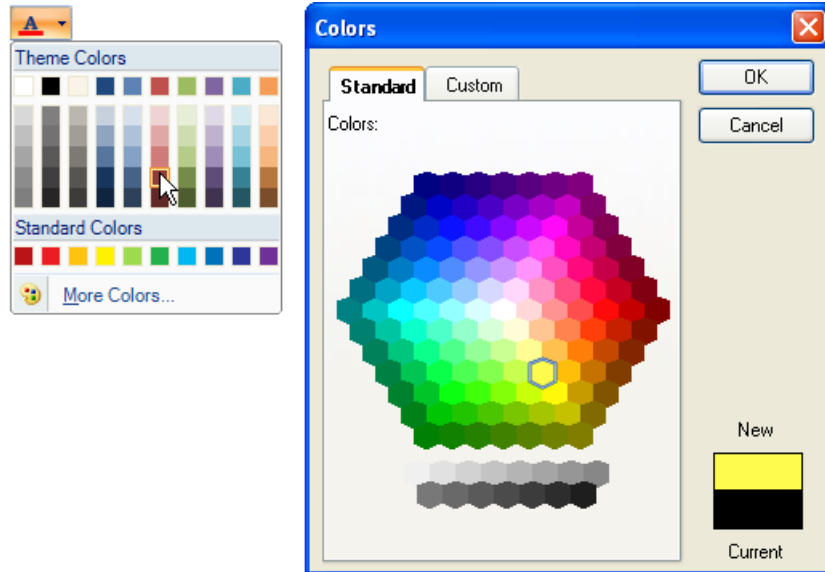 A
Theme Colors
Standard Colors
More Colors...
Colors
Standard
Custom
Colors:
OK
Cancel
New
Current